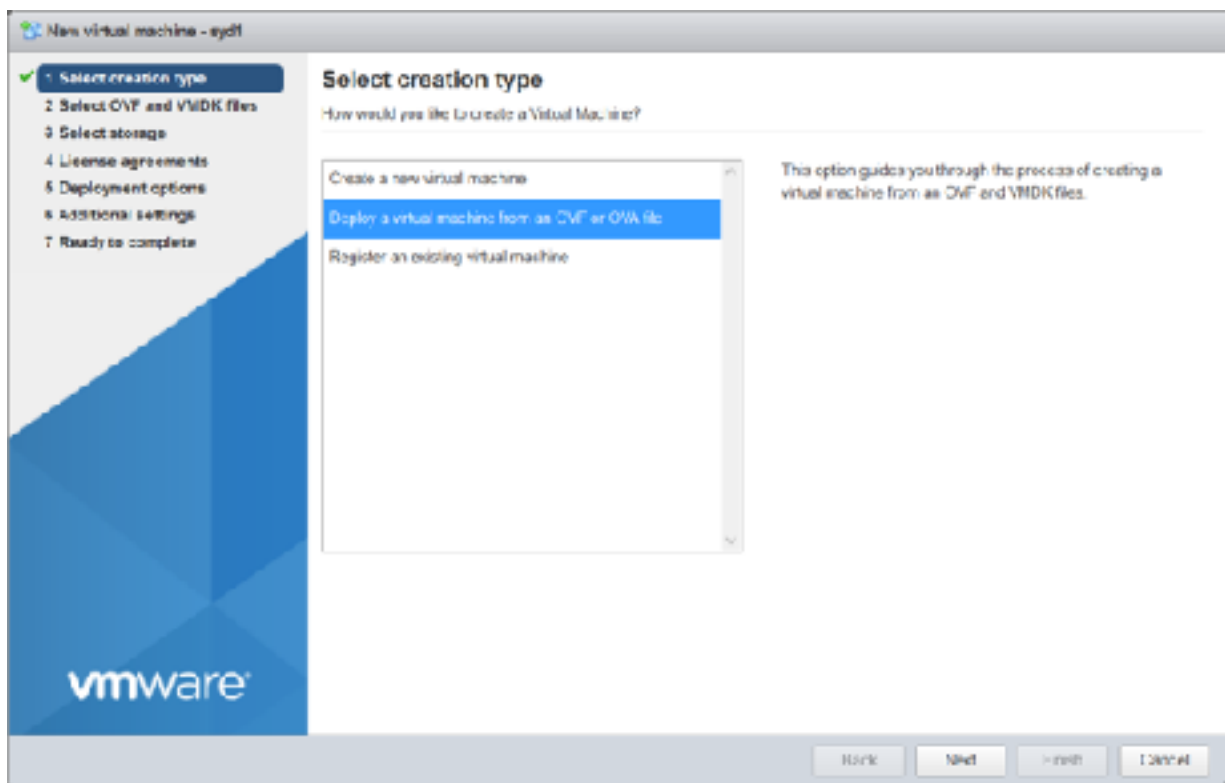 New virtual machine - syd1
1 Select creation type
2 Select OVF and VMDK files
3 Select storage
4 License agreements
5 Deployment options
6 Additional settings
7 Ready to complete
Select creation type
How would you like to create a Virtual Machine?
Create a new virtual machine
Deploy a virtual machine from an OVF or OVA file
Register an existing virtual machine
This option guides you through the process of creating a
virtual machine from an OVF and VMDK files.
vmware
Back
Next
Finish
Cancel